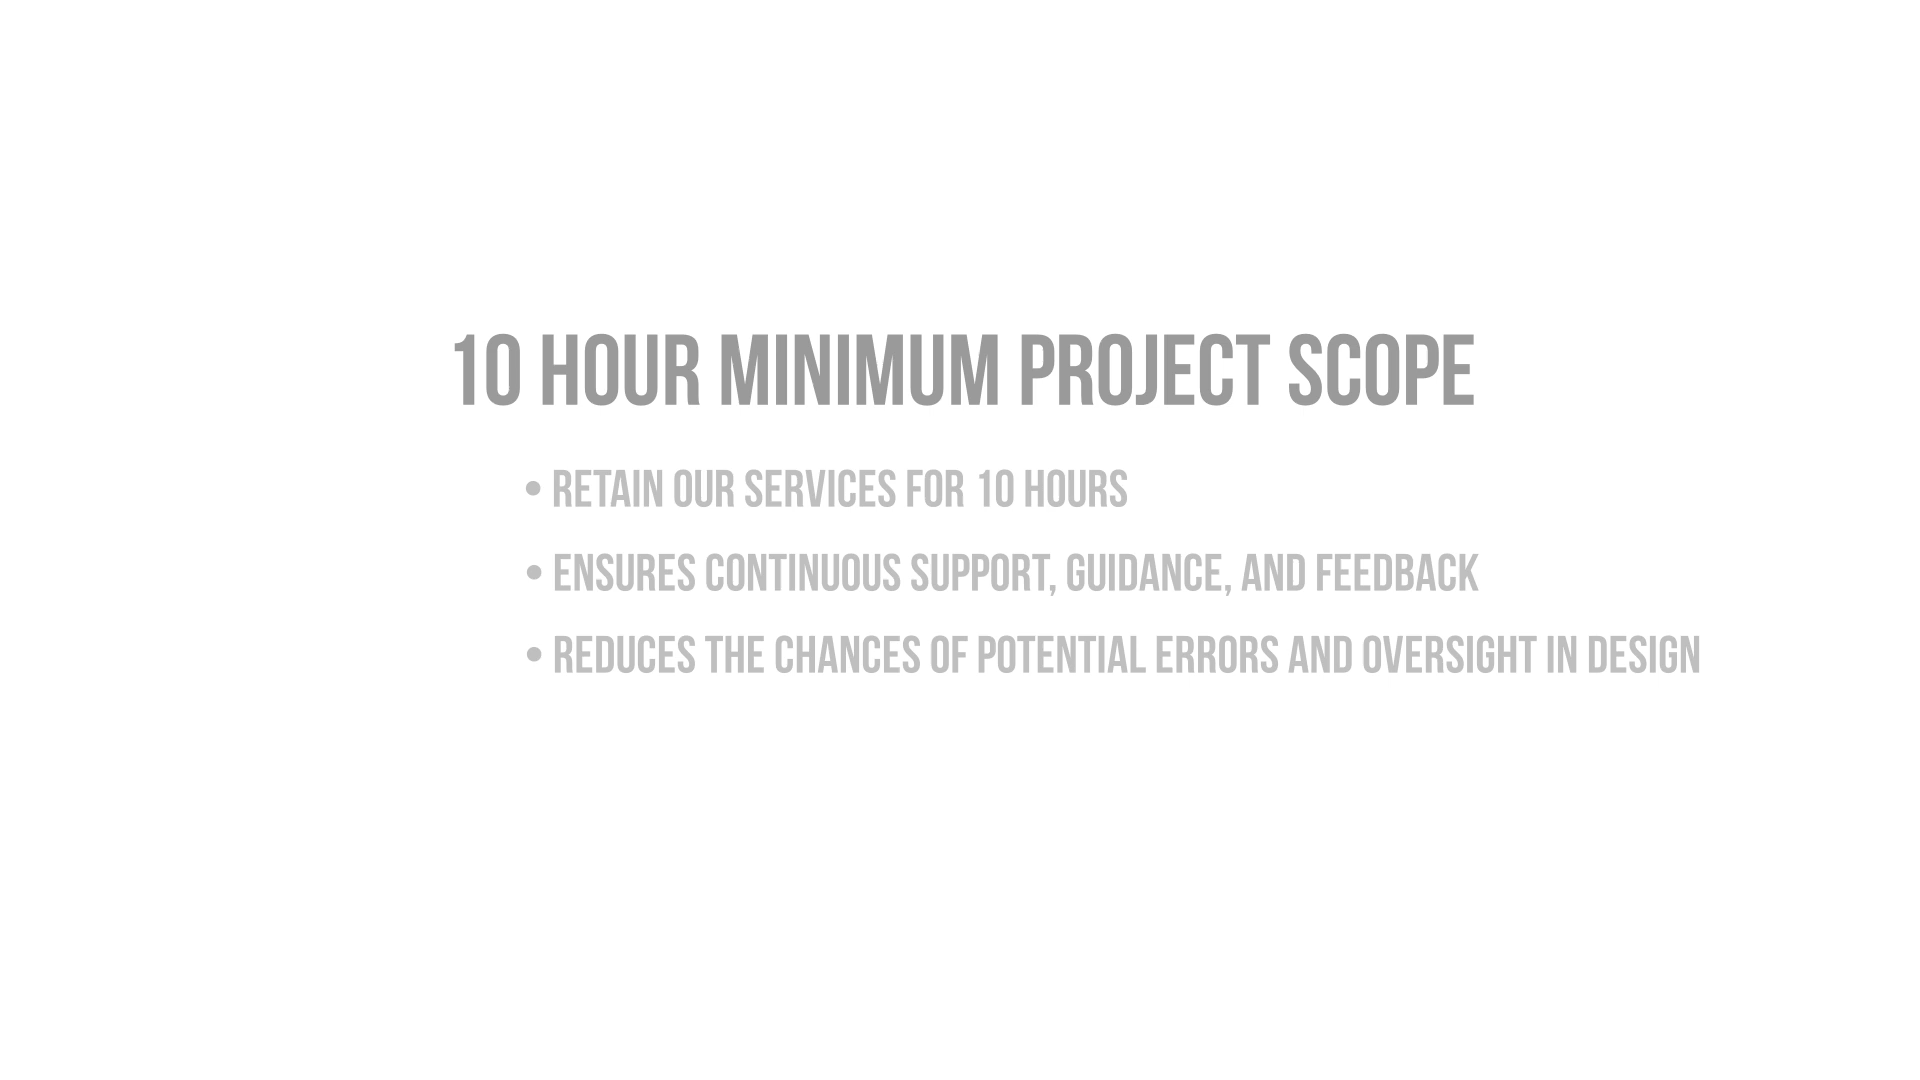 10 HOUR MINIMUM PROJECT SCOPE
• RETAIN OUR SERVICES FOR 10 HOURS
• ENSURES CONTINUOUS SUPPORT, GUIDANCE, AND FEEDBACK
• REDUCES THE CHANCES OF POTENTIAL ERRORS AND OVERSIGHT IN DESIGN